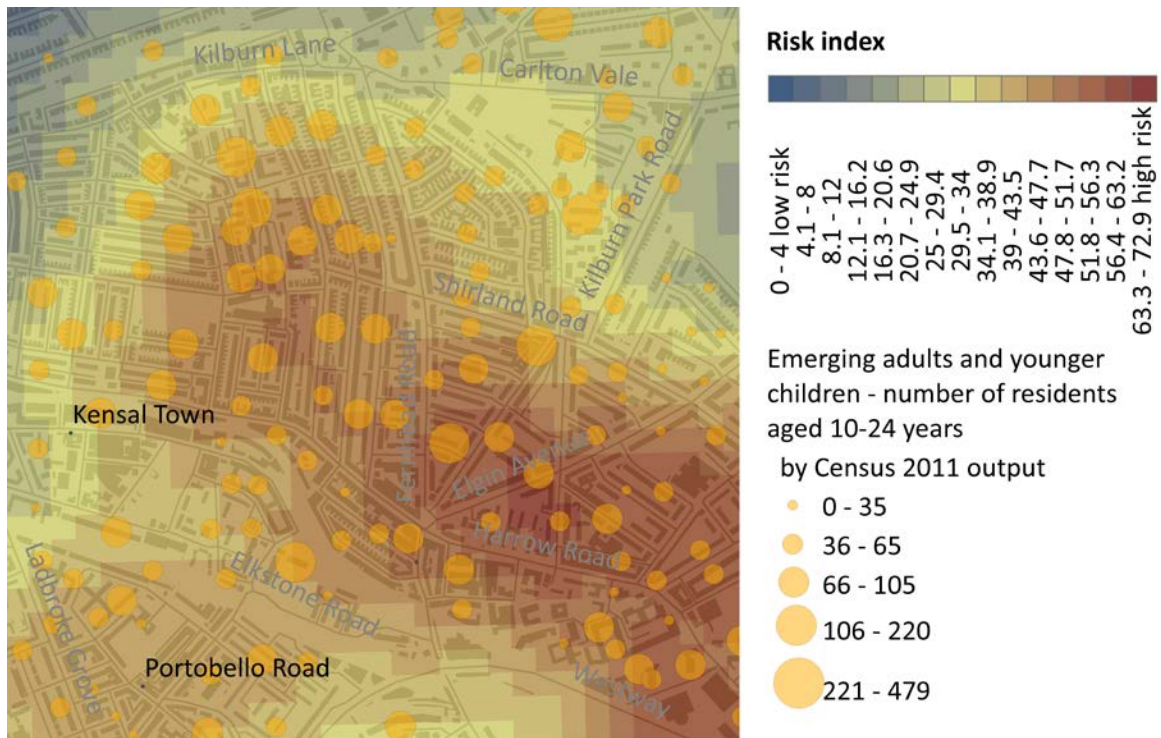 Kilburn Lane
Carlton Vale
Kilburn Park Road
Shirland Road
Fernhead Road
Kensal Town
Elgin Avenue
Harrow Road
Elkstone Road
Ladbroke Grove
Portobello Road
Westway
Risk index
0 - 4 low risk
4.1 - 8
8.1 - 12
12.1 - 16.2
16.3 - 20.6
20.7 - 24.9
25 - 29.4
29.5 - 34
34.1 - 38.9
39 - 43.5
43.6 - 47.7
47.8 - 51.7
51.8 - 56.3
56.4 - 63.2
63.3 - 72.9 high risk
Emerging adults and younger
children - number of residents
aged 10-24 years
by Census 2011 output
0 - 35
36 - 65
66 - 105
106 - 220
221 - 479